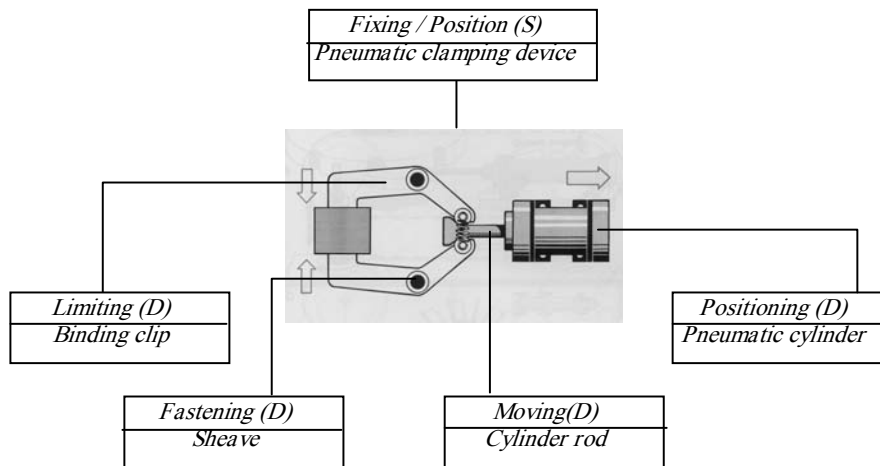 Fixing / Position (S)
Pneumatic clamping device
Limiting (D)
Binding clip
Positioning (D)
Pneumatic cylinder
Fastening (D)
Sheave
Moving(D)
Cylinder rod